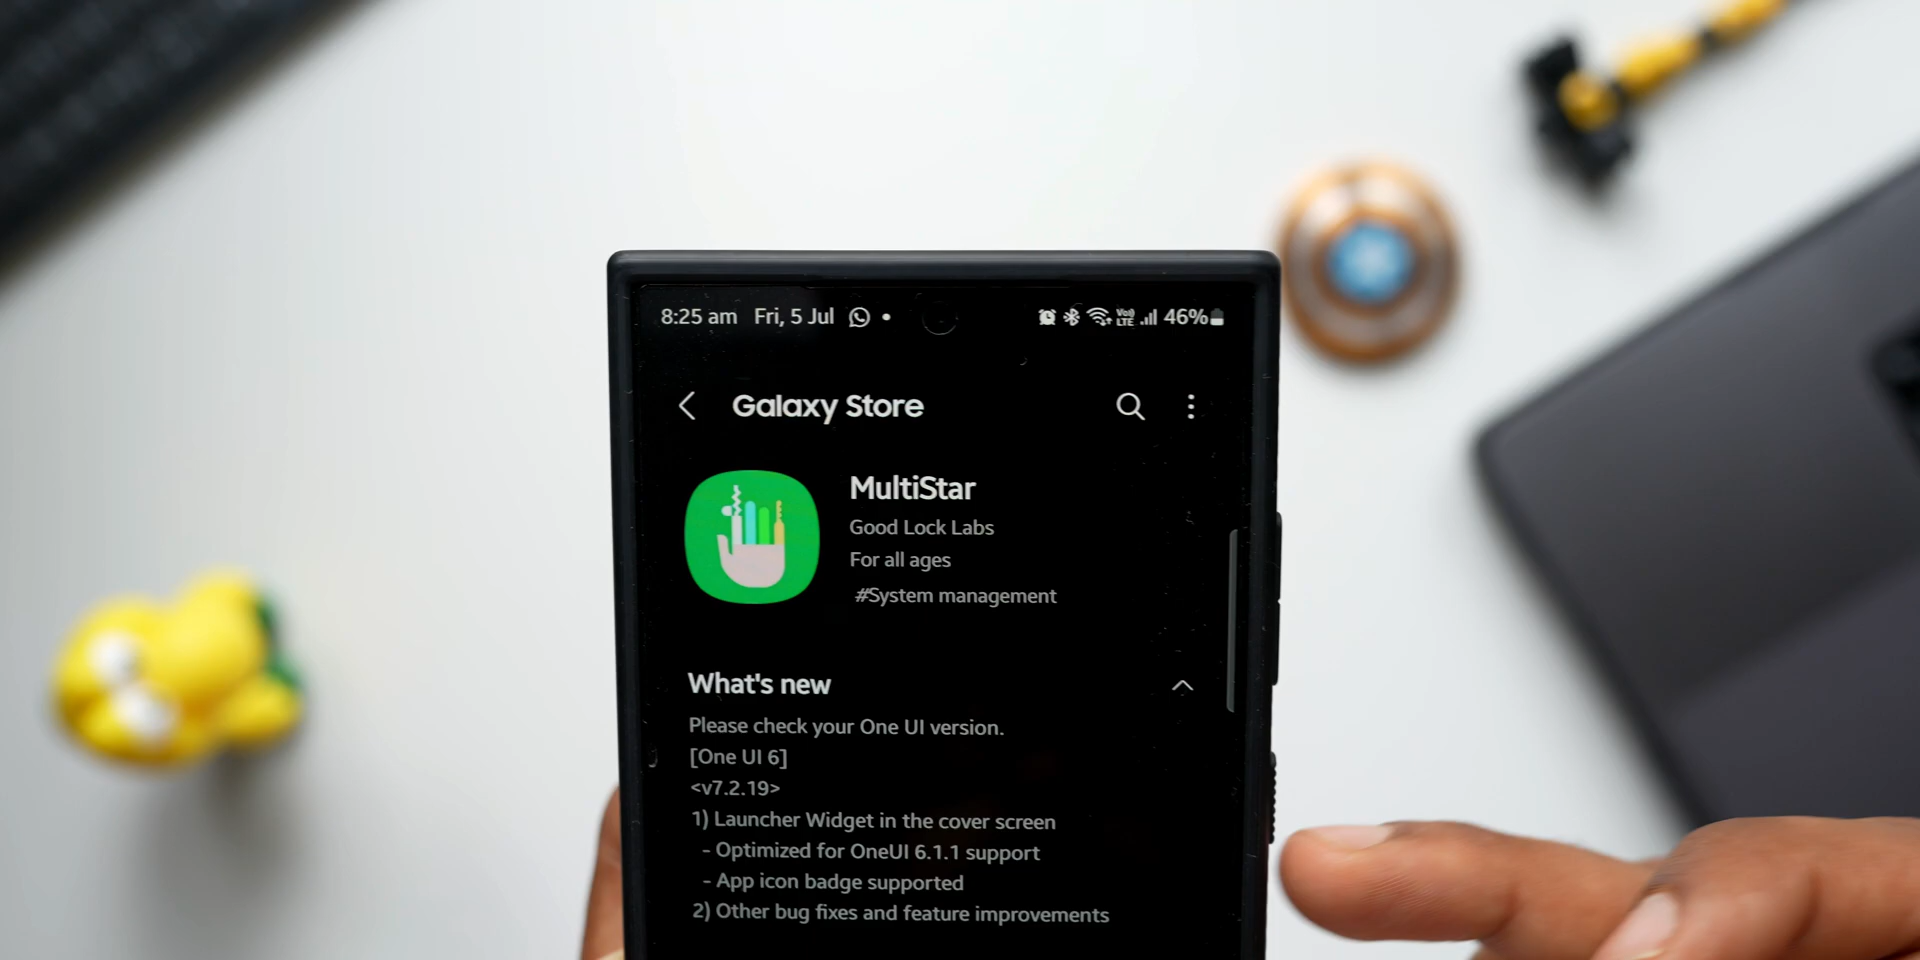 8:25 am Fri, 5 Jul 46%
Vo)) LTE
Galaxy Store
MultiStar
Good Lock Labs
For all ages
#System management
What's new
Please check your One UI version.
[One UI 6]
<v7.2.19>
1) Launcher Widget in the cover screen
- Optimized for OneUI 6.1.1 support
- App icon badge supported
2) Other bug fixes and feature improvements